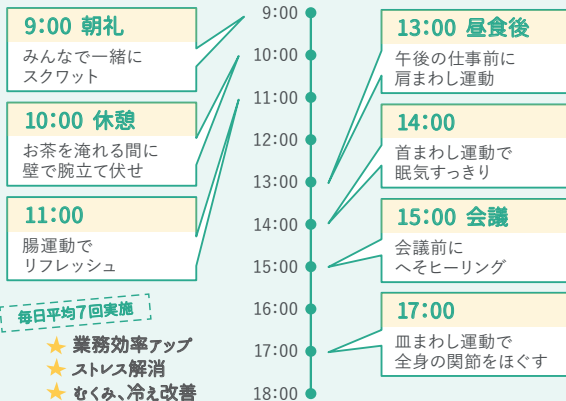 9:00 朝礼
みんなで一緒に
スクワット
10:00 休憩
お茶を淹れる間に
壁で腕立て伏せ
11:00
腸運動で
リフレッシュ
毎日平均7回実施
業務効率アップ
ストレス解消
むくみ、冷え改善
9:00
10:00
11:00
12:00
13:00
14:00
15:00
16:00
17:00
18:00
13:00 昼食後
午後の仕事前に
肩まわし運動
14:00
首まわし運動で
眠気すっきり
15:00 会議
会議前に
へそヒーリング
17:00
皿まわし運動で
全身の関節をほぐす